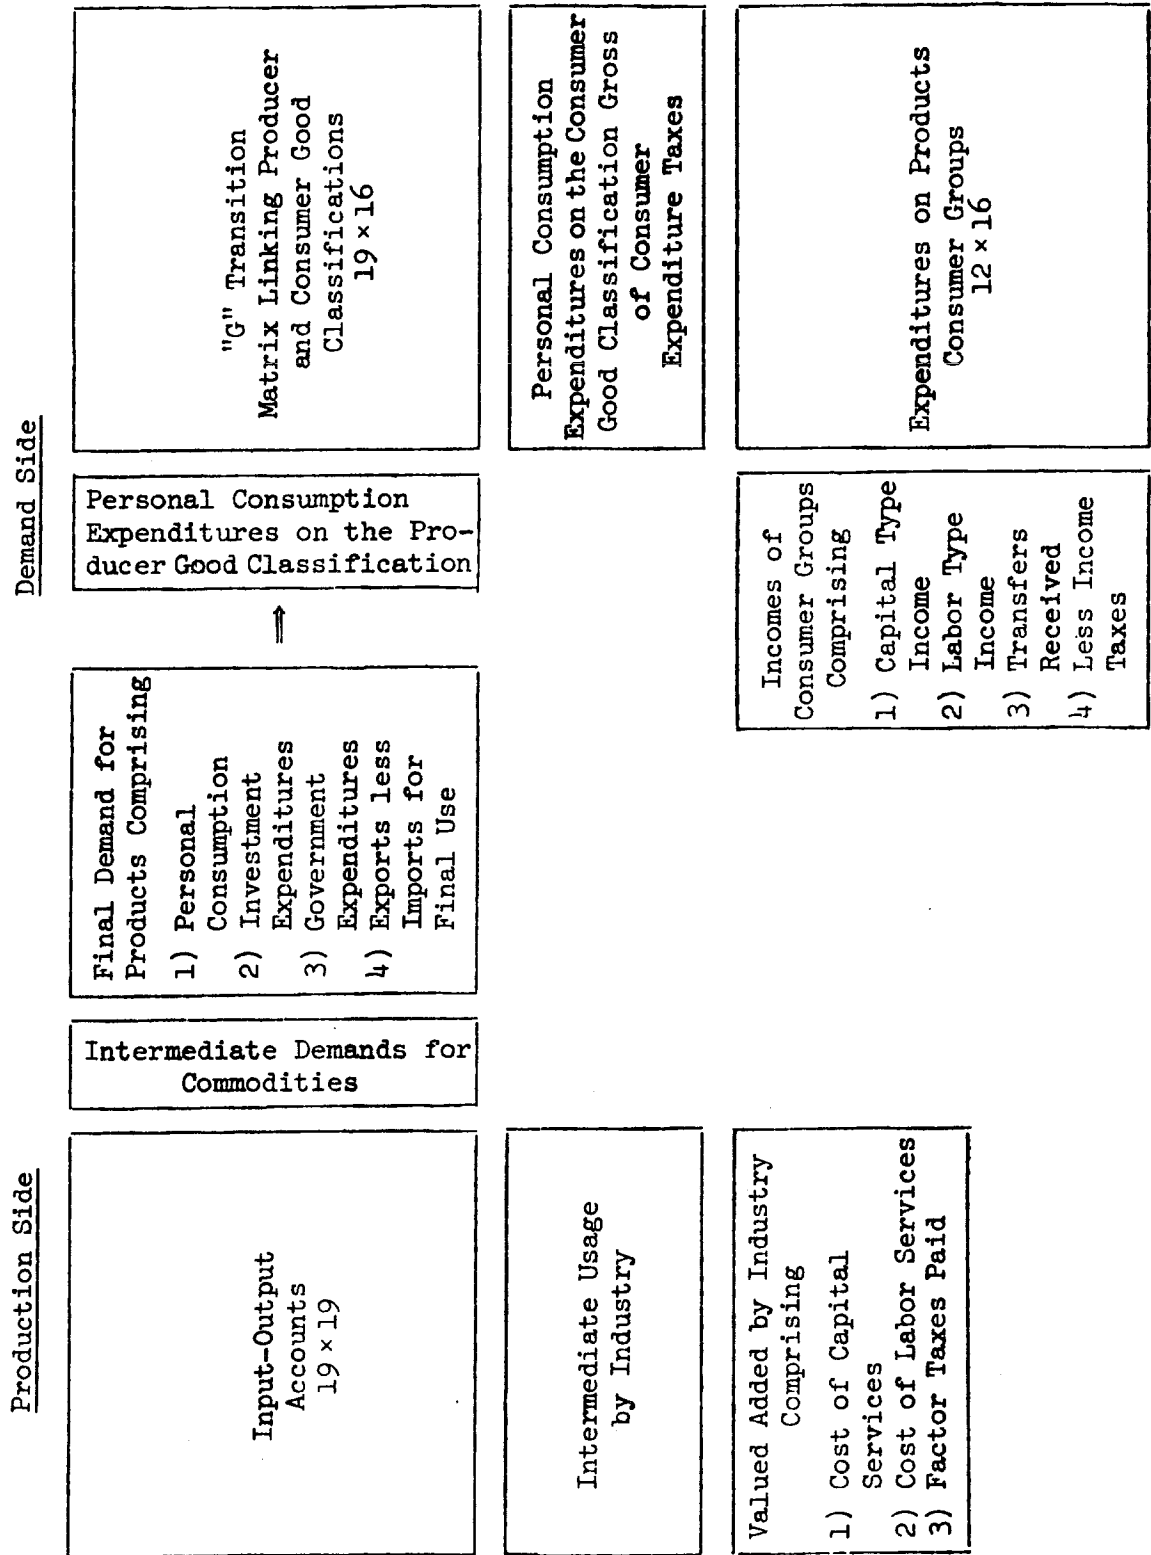 Production Side
Demand Side
Input-Output
Accounts
19 × 19
Intermediate Demands for
Commodities
Final Demand for
Products Comprising
1) Personal
Consumption
2) Investment
Expenditures
3) Government
Expenditures
4) Exports less
Imports for
Final Use
⇒
Personal Consumption
Expenditures on the Pro-
ducer Good Classification
"G" Transition
Matrix Linking Producer
and Consumer Good
Classifications
19 × 16
Intermediate Usage
by Industry
Personal Consumption
Expenditures on the Consumer
Good Classification Gross
of Consumer
Expenditure Taxes
Valued Added by Industry
Comprising
1) Cost of Capital
Services
2) Cost of Labor Services
3) Factor Taxes Paid
Incomes of
Consumer Groups
Comprising
1) Capital Type
Income
2) Labor Type
Income
3) Transfers
Received
4) Less Income
Taxes
Expenditures on Products
Consumer Groups
12 × 16